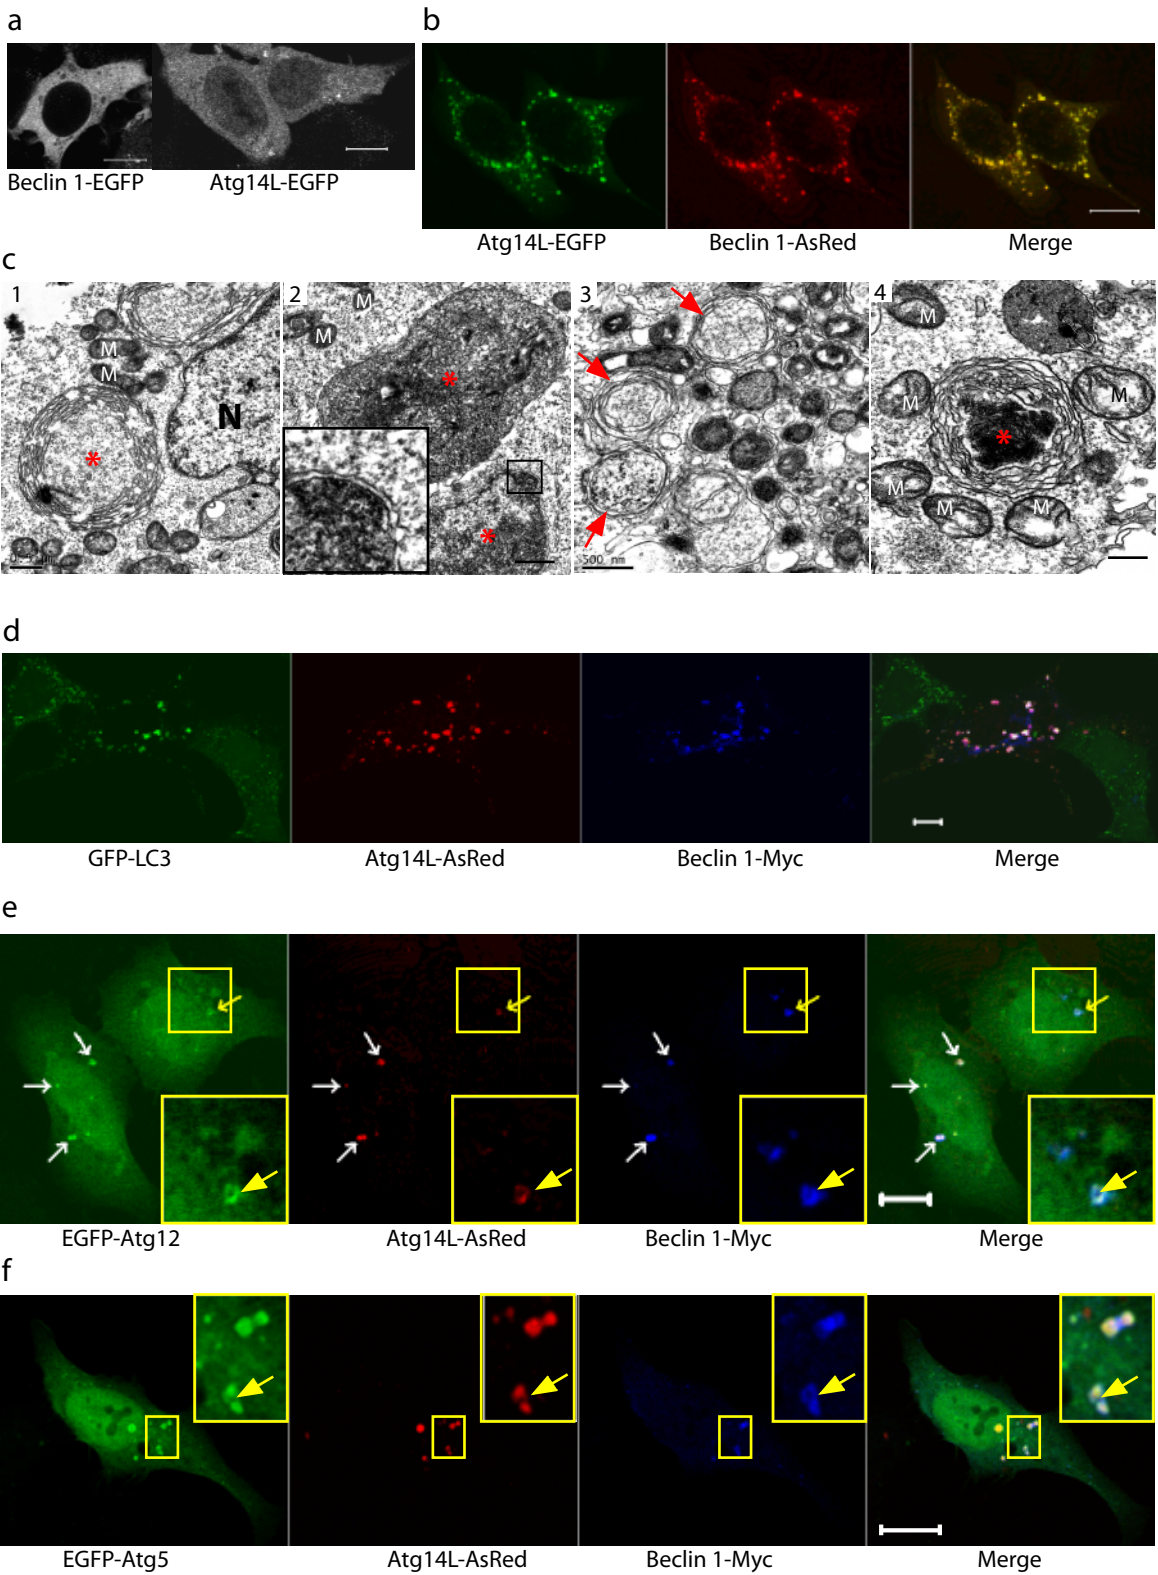 a
b
Beclin 1-EGFP
Atg14L-EGFP
Atg14L-EGFP
Beclin 1-AsRed
Merge
c
1
M
M
N
*
2
M
M
*
*
3
500 nm
4
M
M
M
M
M
M
*
d
GFP-LC3
Atg14L-AsRed
Beclin 1-Myc
Merge
e
EGFP-Atg12
Atg14L-AsRed
Beclin 1-Myc
Merge
f
EGFP-Atg5
Atg14L-AsRed
Beclin 1-Myc
Merge